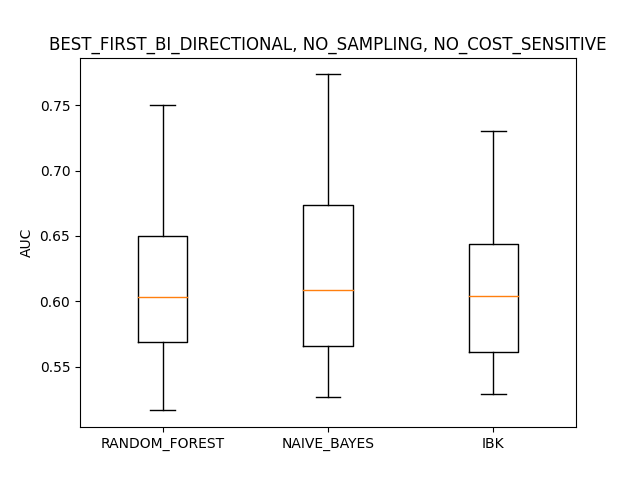 BEST_FIRST_BI_DIRECTIONAL, NO_SAMPLING, NO_COST_SENSITIVE
0.75
0.70
0.65
0.60
0.55
AUC
RANDOM_FOREST
NAIVE_BAYES
IBK